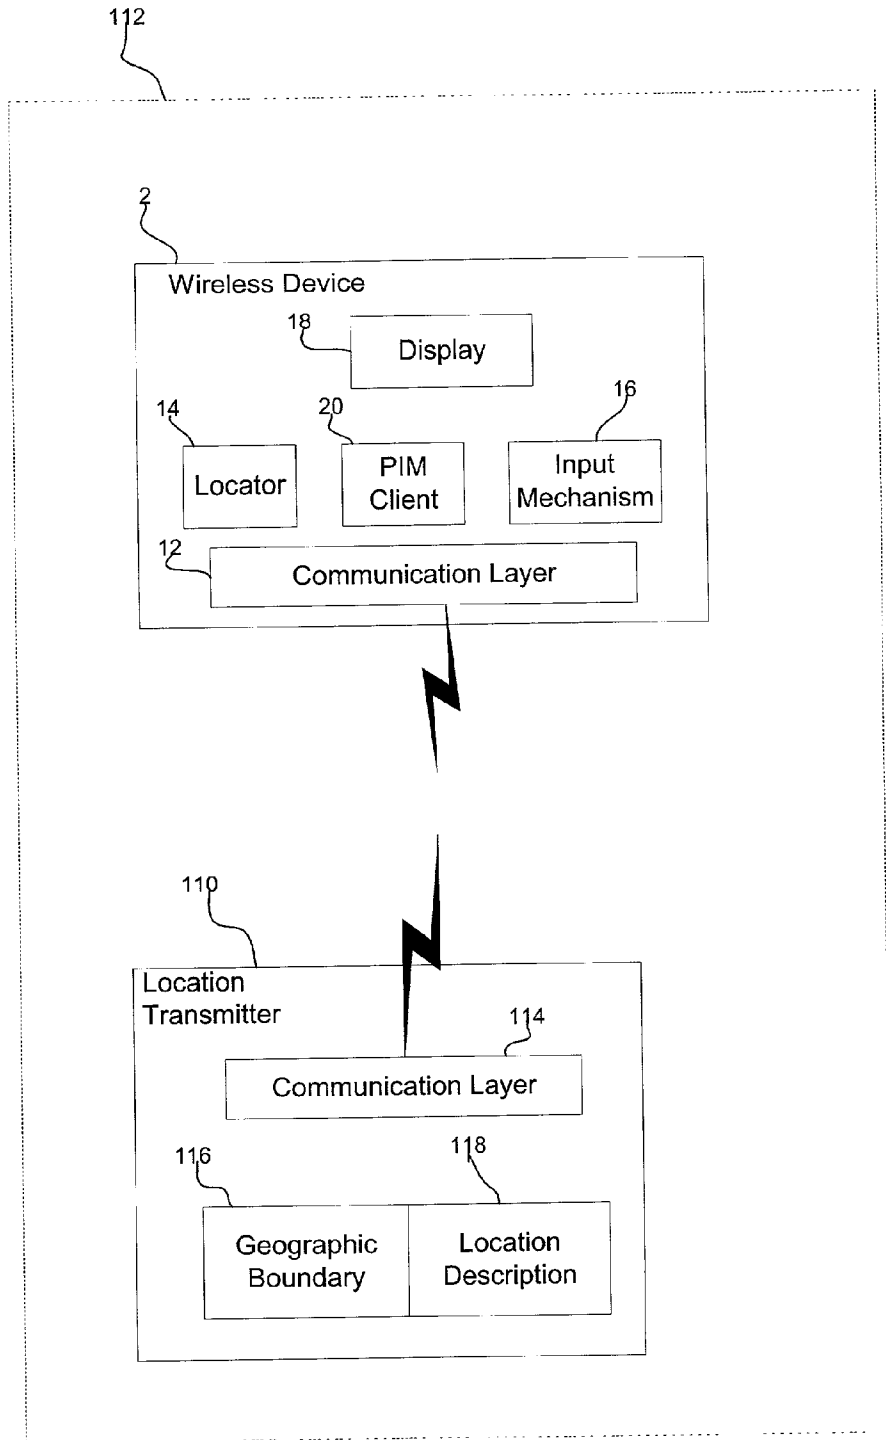 112
2
Wireless Device
18
Display
14
20
16
Locator
PIM
Client
Input
Mechanism
12
Communication Layer
110
Location
Transmitter
114
Communication Layer
116
118
Geographic
Boundary
Location
Description